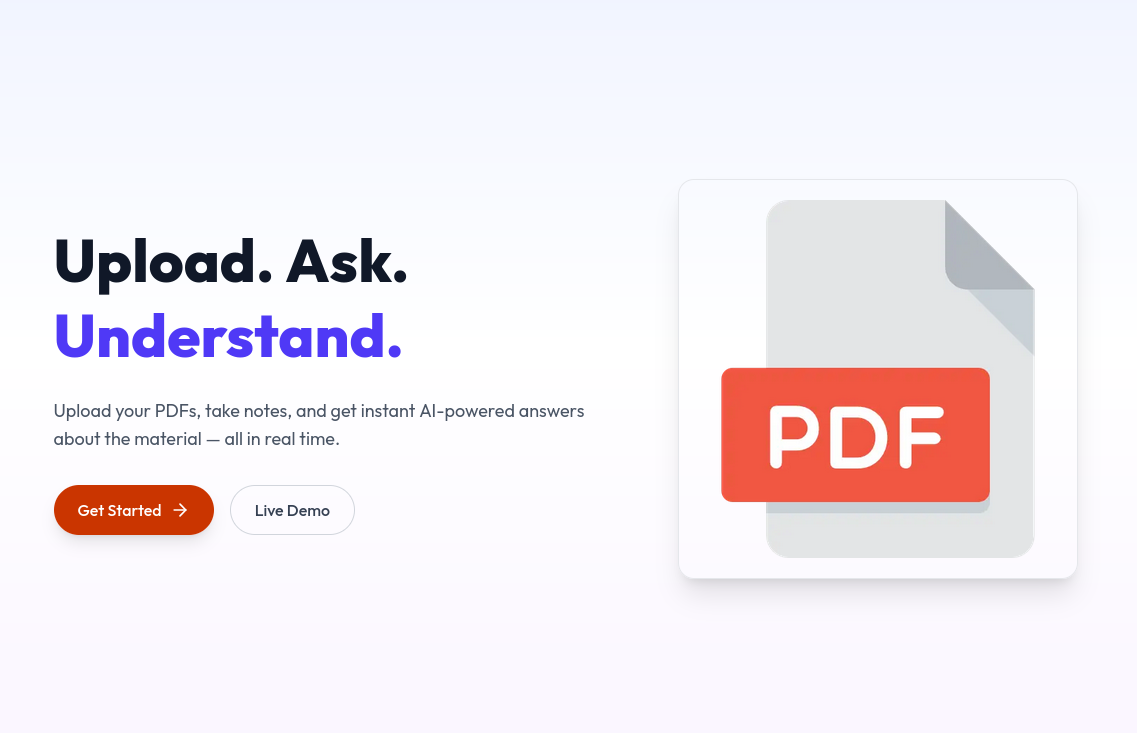 Upload. Ask.
Understand.
Upload your PDFs, take notes, and get instant AI-powered answers
about the material — all in real time.
Get Started
Live Demo
PDF